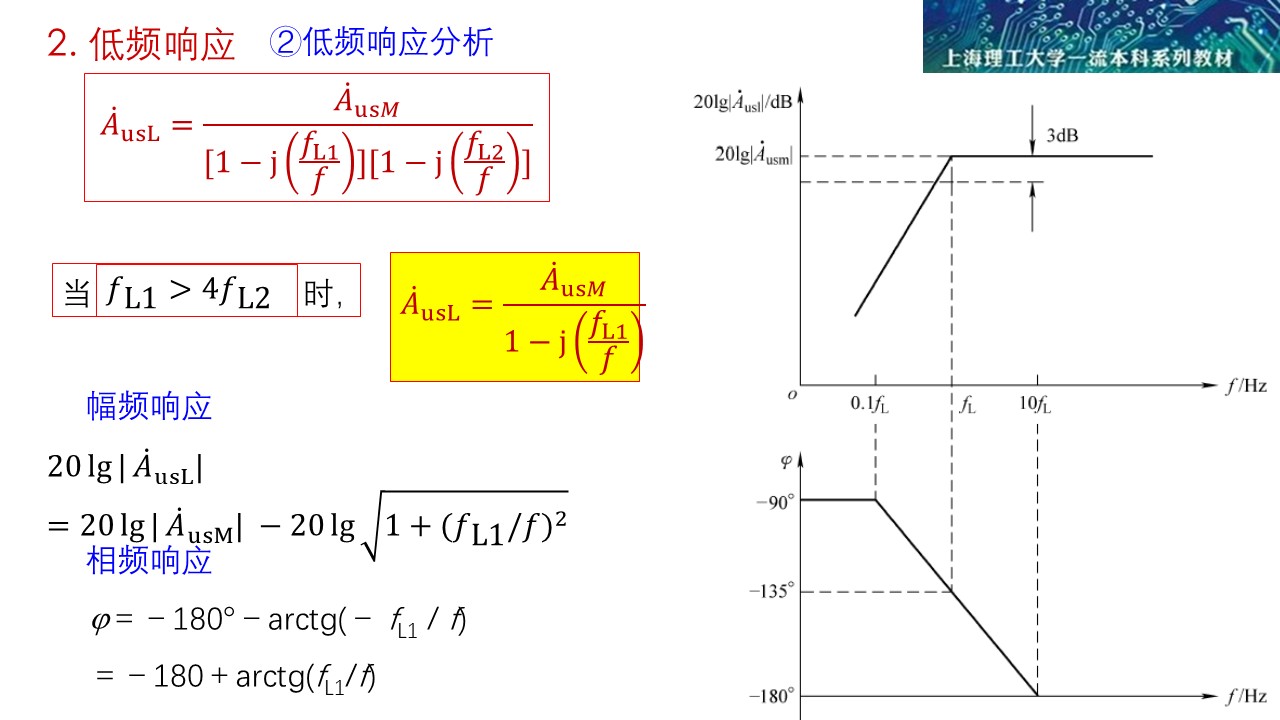 2. 低频响应 ②低频响应分析
上海理工大学一流本科系列教材
Ȧ_usL = Ȧ_usM / ([1 − j(f_L1/f)][1 − j(f_L2/f)])
当 f_L1 > 4f_L2 时,
Ȧ_usL = Ȧ_usM / (1 − j(f_L1/f))
幅频响应
20 lg | Ȧ_usL|
= 20 lg | Ȧ_usM| − 20 lg √(1 + (f_L1/f)²)
相频响应
φ = − 180° − arctg( − f_L1 / f)
= − 180 + arctg(f_L1/f)
20lg|Ȧ_usl|/dB
3dB
20lg|Ȧ_usm|
o
0.1f_L
f_L
10f_L
f/Hz
φ
−90°
−135°
−180°
f/Hz